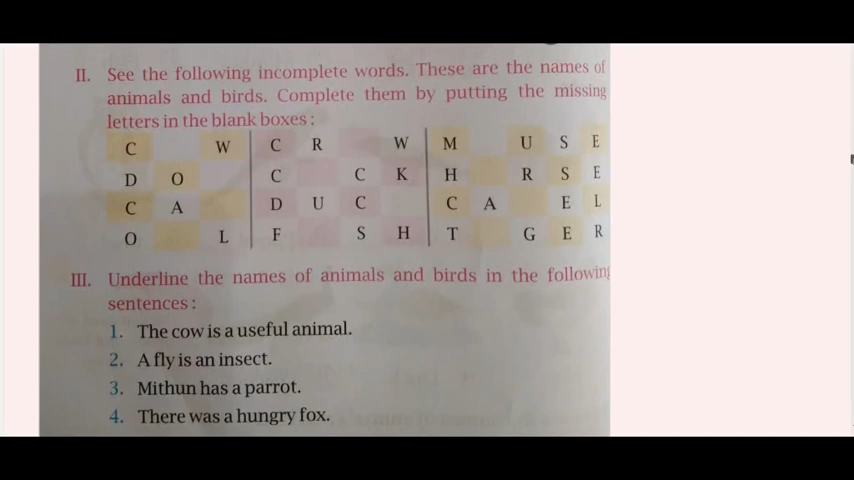 II. See the following incomplete words. These are the names of
animals and birds. Complete them by putting the missing
letters in the blank boxes :
C W C R W M U S E
D O C C K H R S E
C A D U C C A E L
O L F S H T G E R
III. Underline the names of animals and birds in the following
sentences :
1. The cow is a useful animal.
2. A fly is an insect.
3. Mithun has a parrot.
4. There was a hungry fox.